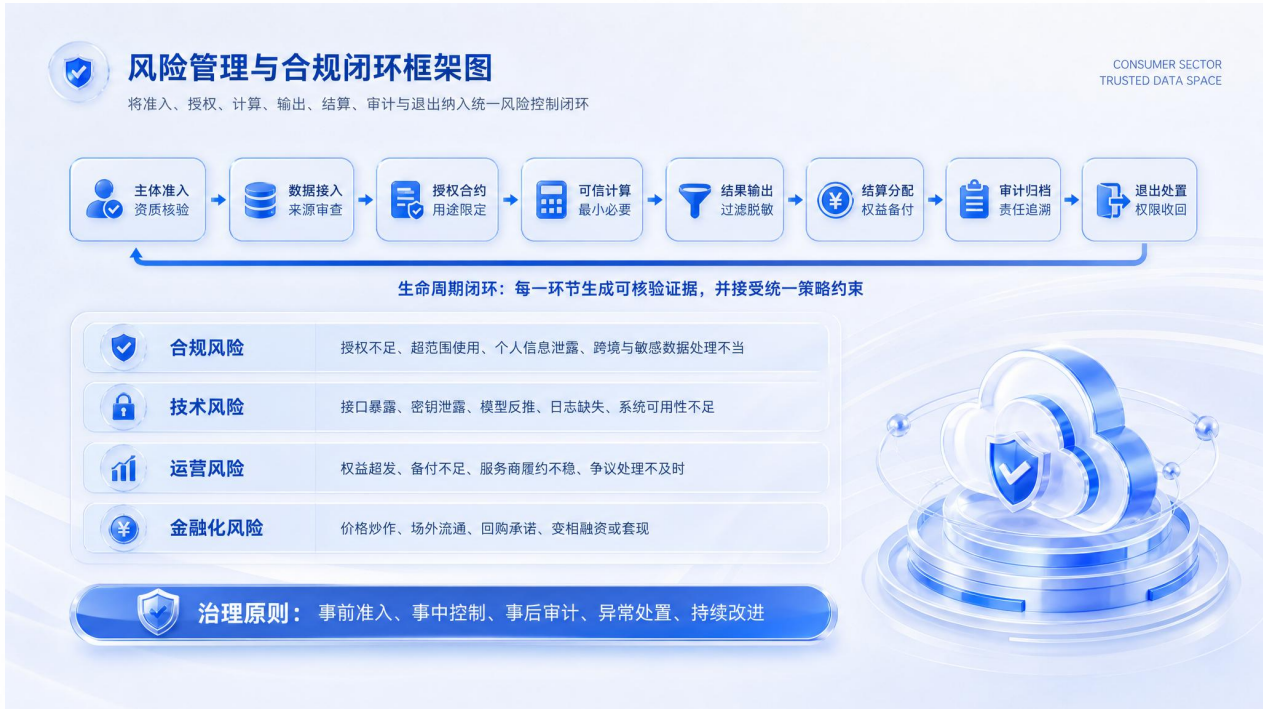 风险管理与合规闭环框架图
将准入、授权、计算、输出、结算、审计与退出纳入统一风险控制闭环
CONSUMER SECTOR
TRUSTED DATA SPACE
主体准入
资质核验
数据接入
来源审查
授权合约
用途限定
可信计算
最小必要
结果输出
过滤脱敏
结算分配
权益备付
审计归档
责任追溯
退出处置
权限收回
生命周期闭环：每一环节生成可核验证据，并接受统一策略约束
合规风险
授权不足、超范围使用、个人信息泄露、跨境与敏感数据处理不当
技术风险
接口暴露、密钥泄露、模型反推、日志缺失、系统可用性不足
运营风险
权益超发、备付不足、服务商履约不稳、争议处理不及时
金融化风险
价格炒作、场外流通、回购承诺、变相融资或套现
治理原则：事前准入、事中控制、事后审计、异常处置、持续改进